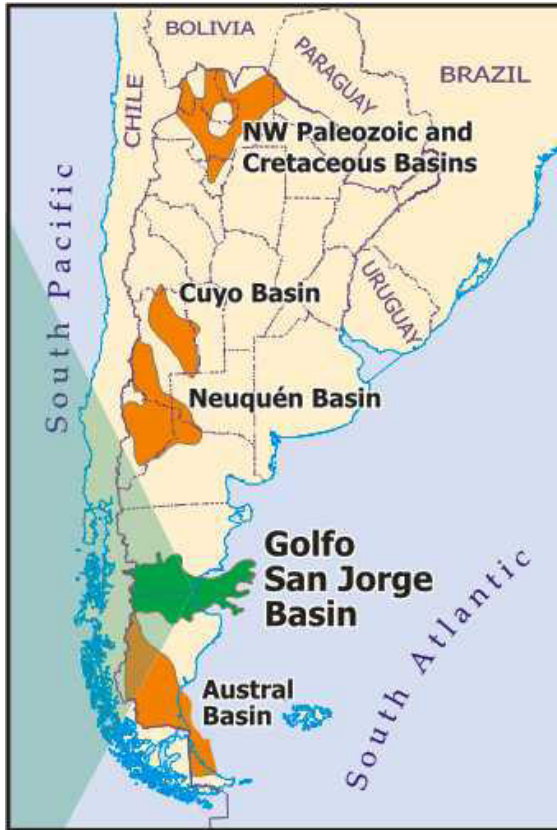 BOLIVIA
PARAGUAY
BRAZIL
CHILE
NW Paleozoic and
Cretaceous Basins
Cuyo Basin
URUGUAY
South Pacific
Neuquén Basin
Golfo
San Jorge
Basin
South Atlantic
Austral
Basin